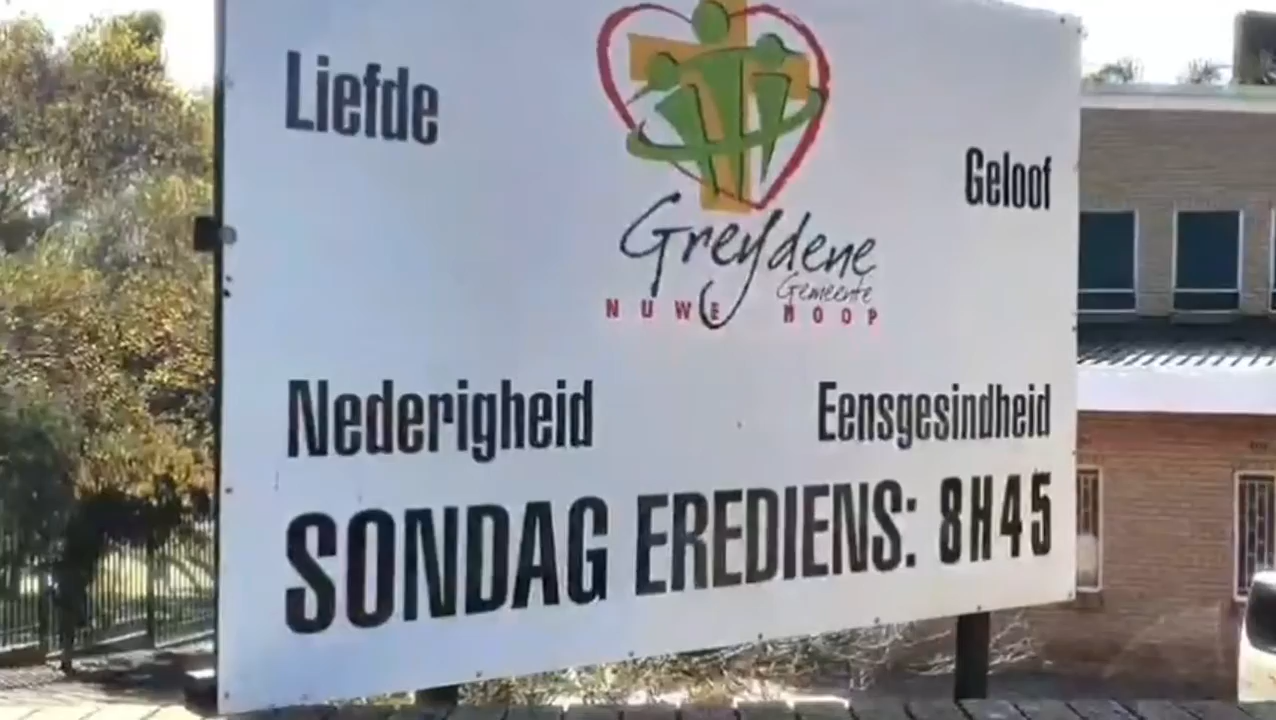 Liefde
Geloof
Greydene
Gemeente
NUWE HOOP
Nederigheid Eensgesindheid
SONDAG EREDIENS: 8H45